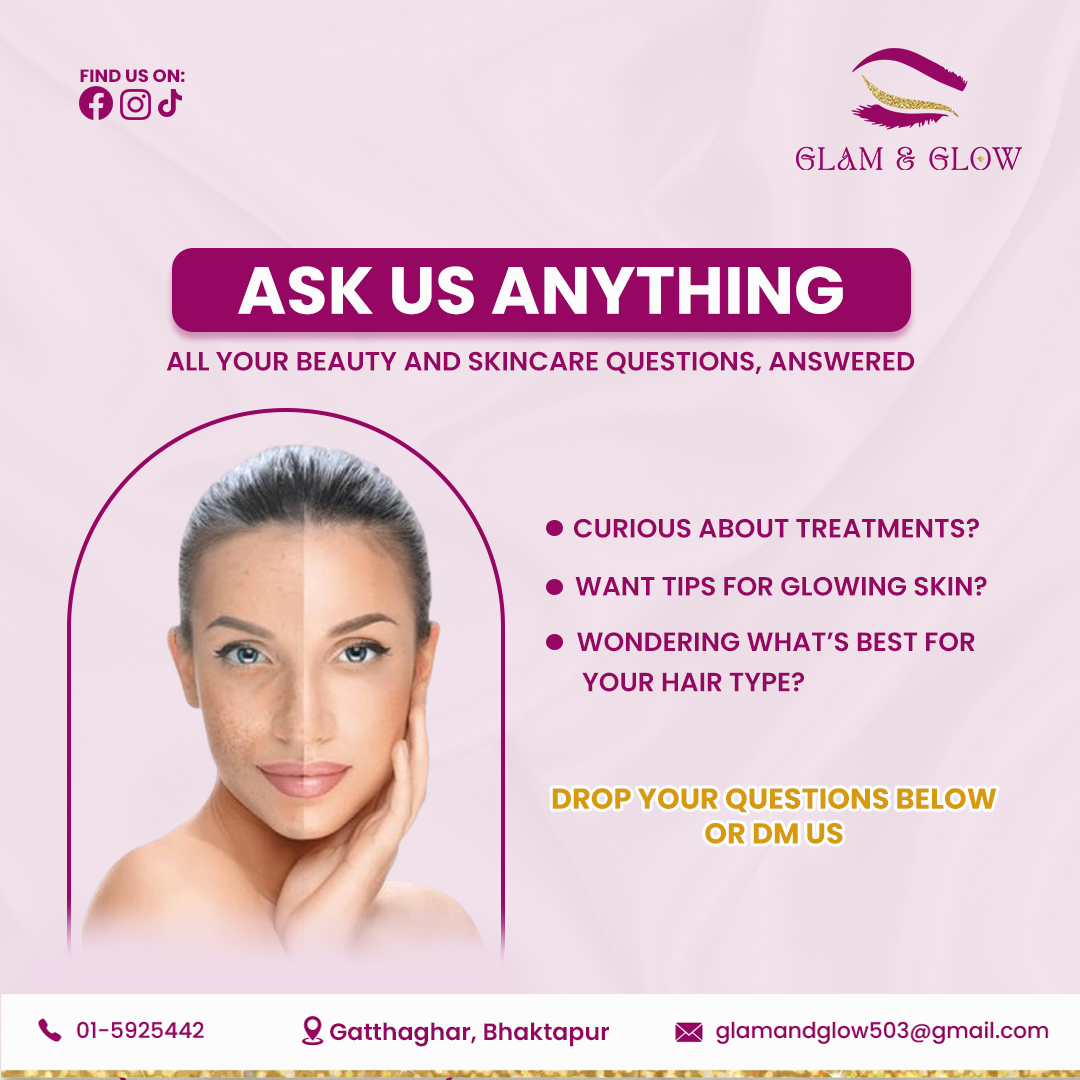 FIND US ON:
GLAM & GLOW
ASK US ANYTHING
ALL YOUR BEAUTY AND SKINCARE QUESTIONS, ANSWERED
CURIOUS ABOUT TREATMENTS?
WANT TIPS FOR GLOWING SKIN?
WONDERING WHAT'S BEST FOR
YOUR HAIR TYPE?
DROP YOUR QUESTIONS BELOW
OR DM US
01-5925442
Gatthaghar, Bhaktapur
glamandglow503@gmail.com